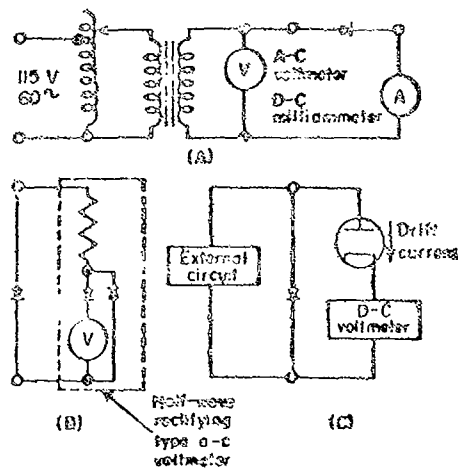 115 V
60~
V
A-C
voltmeter
D-C
milliammeter
A
(A)
V
(B)
Half-wave
rectifying
type a-c
voltmeter
External
circuit
Drift
current
D-C
voltmeter
(C)